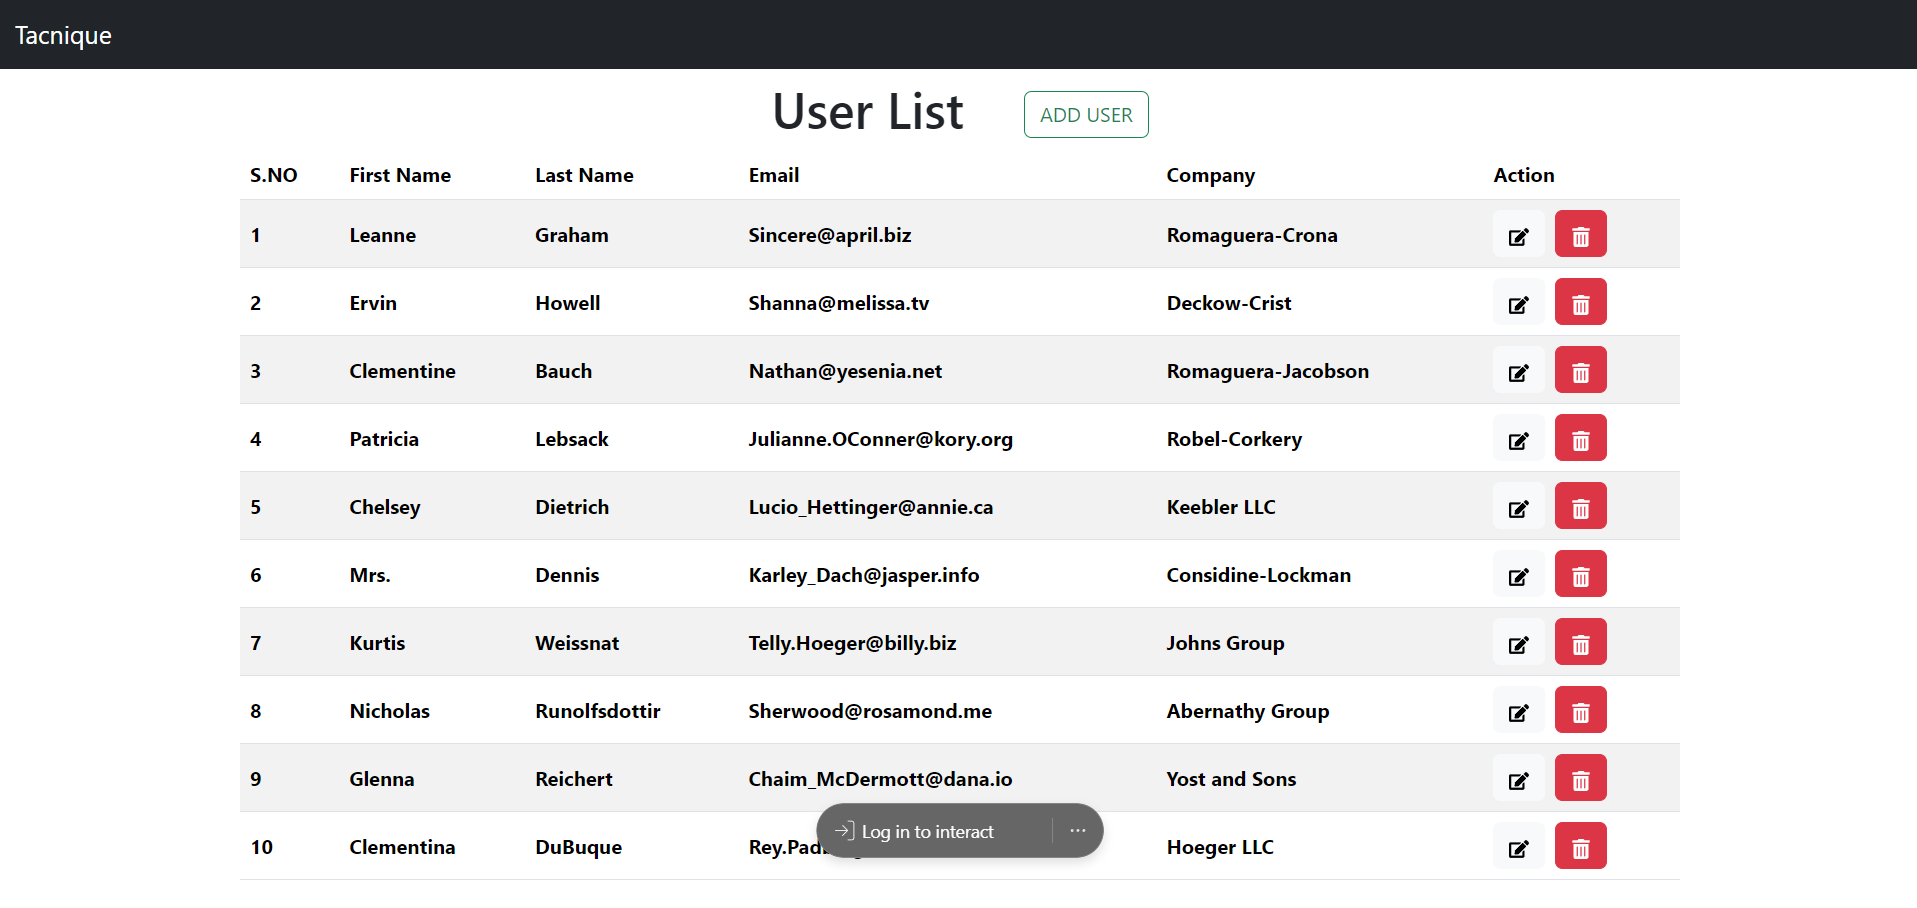 Tacnique
User List ADD USER
S.NO First Name Last Name Email Company Action
1 Leanne Graham Sincere@april.biz Romaguera-Crona
2 Ervin Howell Shanna@melissa.tv Deckow-Crist
3 Clementine Bauch Nathan@yesenia.net Romaguera-Jacobson
4 Patricia Lebsack Julianne.OConner@kory.org Robel-Corkery
5 Chelsey Dietrich Lucio_Hettinger@annie.ca Keebler LLC
6 Mrs. Dennis Karley_Dach@jasper.info Considine-Lockman
7 Kurtis Weissnat Telly.Hoeger@billy.biz Johns Group
8 Nicholas Runolfsdottir Sherwood@rosamond.me Abernathy Group
9 Glenna Reichert Chaim_McDermott@dana.io Yost and Sons
Log in to interact
10 Clementina DuBuque Hoeger LLC